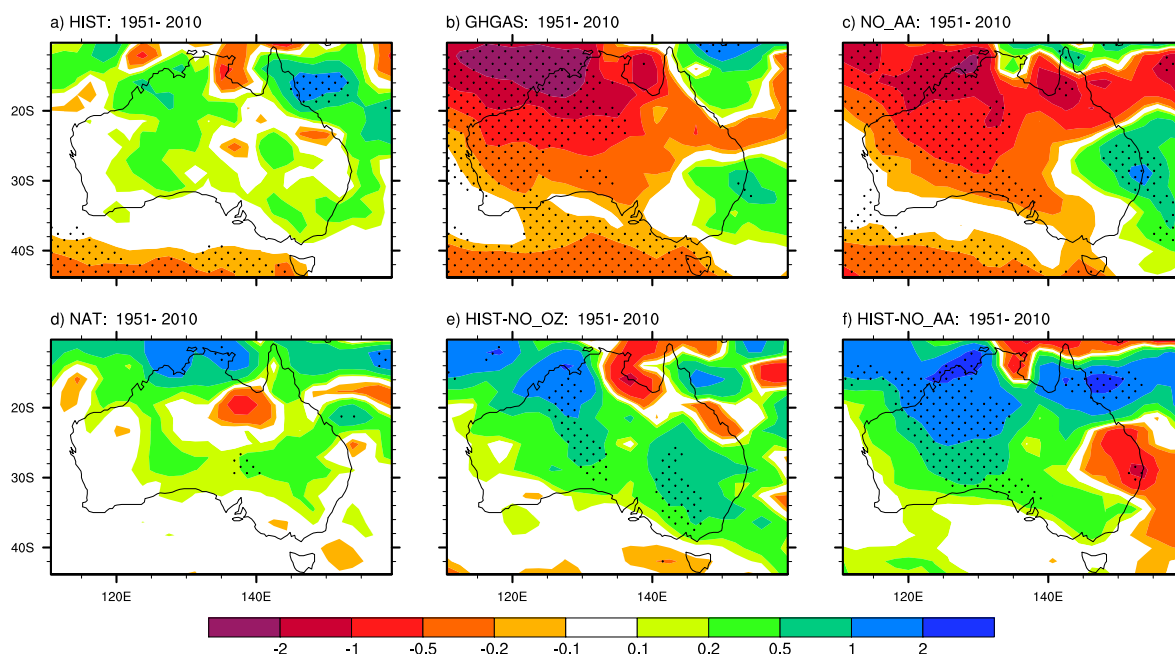 a) HIST: 1951- 2010
b) GHGAS: 1951- 2010
c) NO_AA: 1951- 2010
20S
30S
40S
d) NAT: 1951- 2010
e) HIST-NO_OZ: 1951- 2010
f) HIST-NO_AA: 1951- 2010
20S
30S
40S
120E 140E 120E 140E 120E 140E
-2 -1 -0.5 -0.2 -0.1 0.1 0.2 0.5 1 2